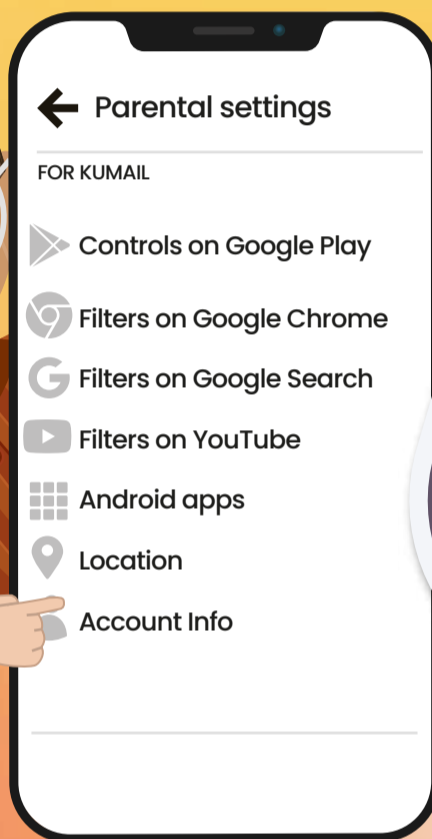 Parental settings
FOR KUMAIL
Controls on Google Play
Filters on Google Chrome
Filters on Google Search
Filters on YouTube
Android apps
Location
Account Info